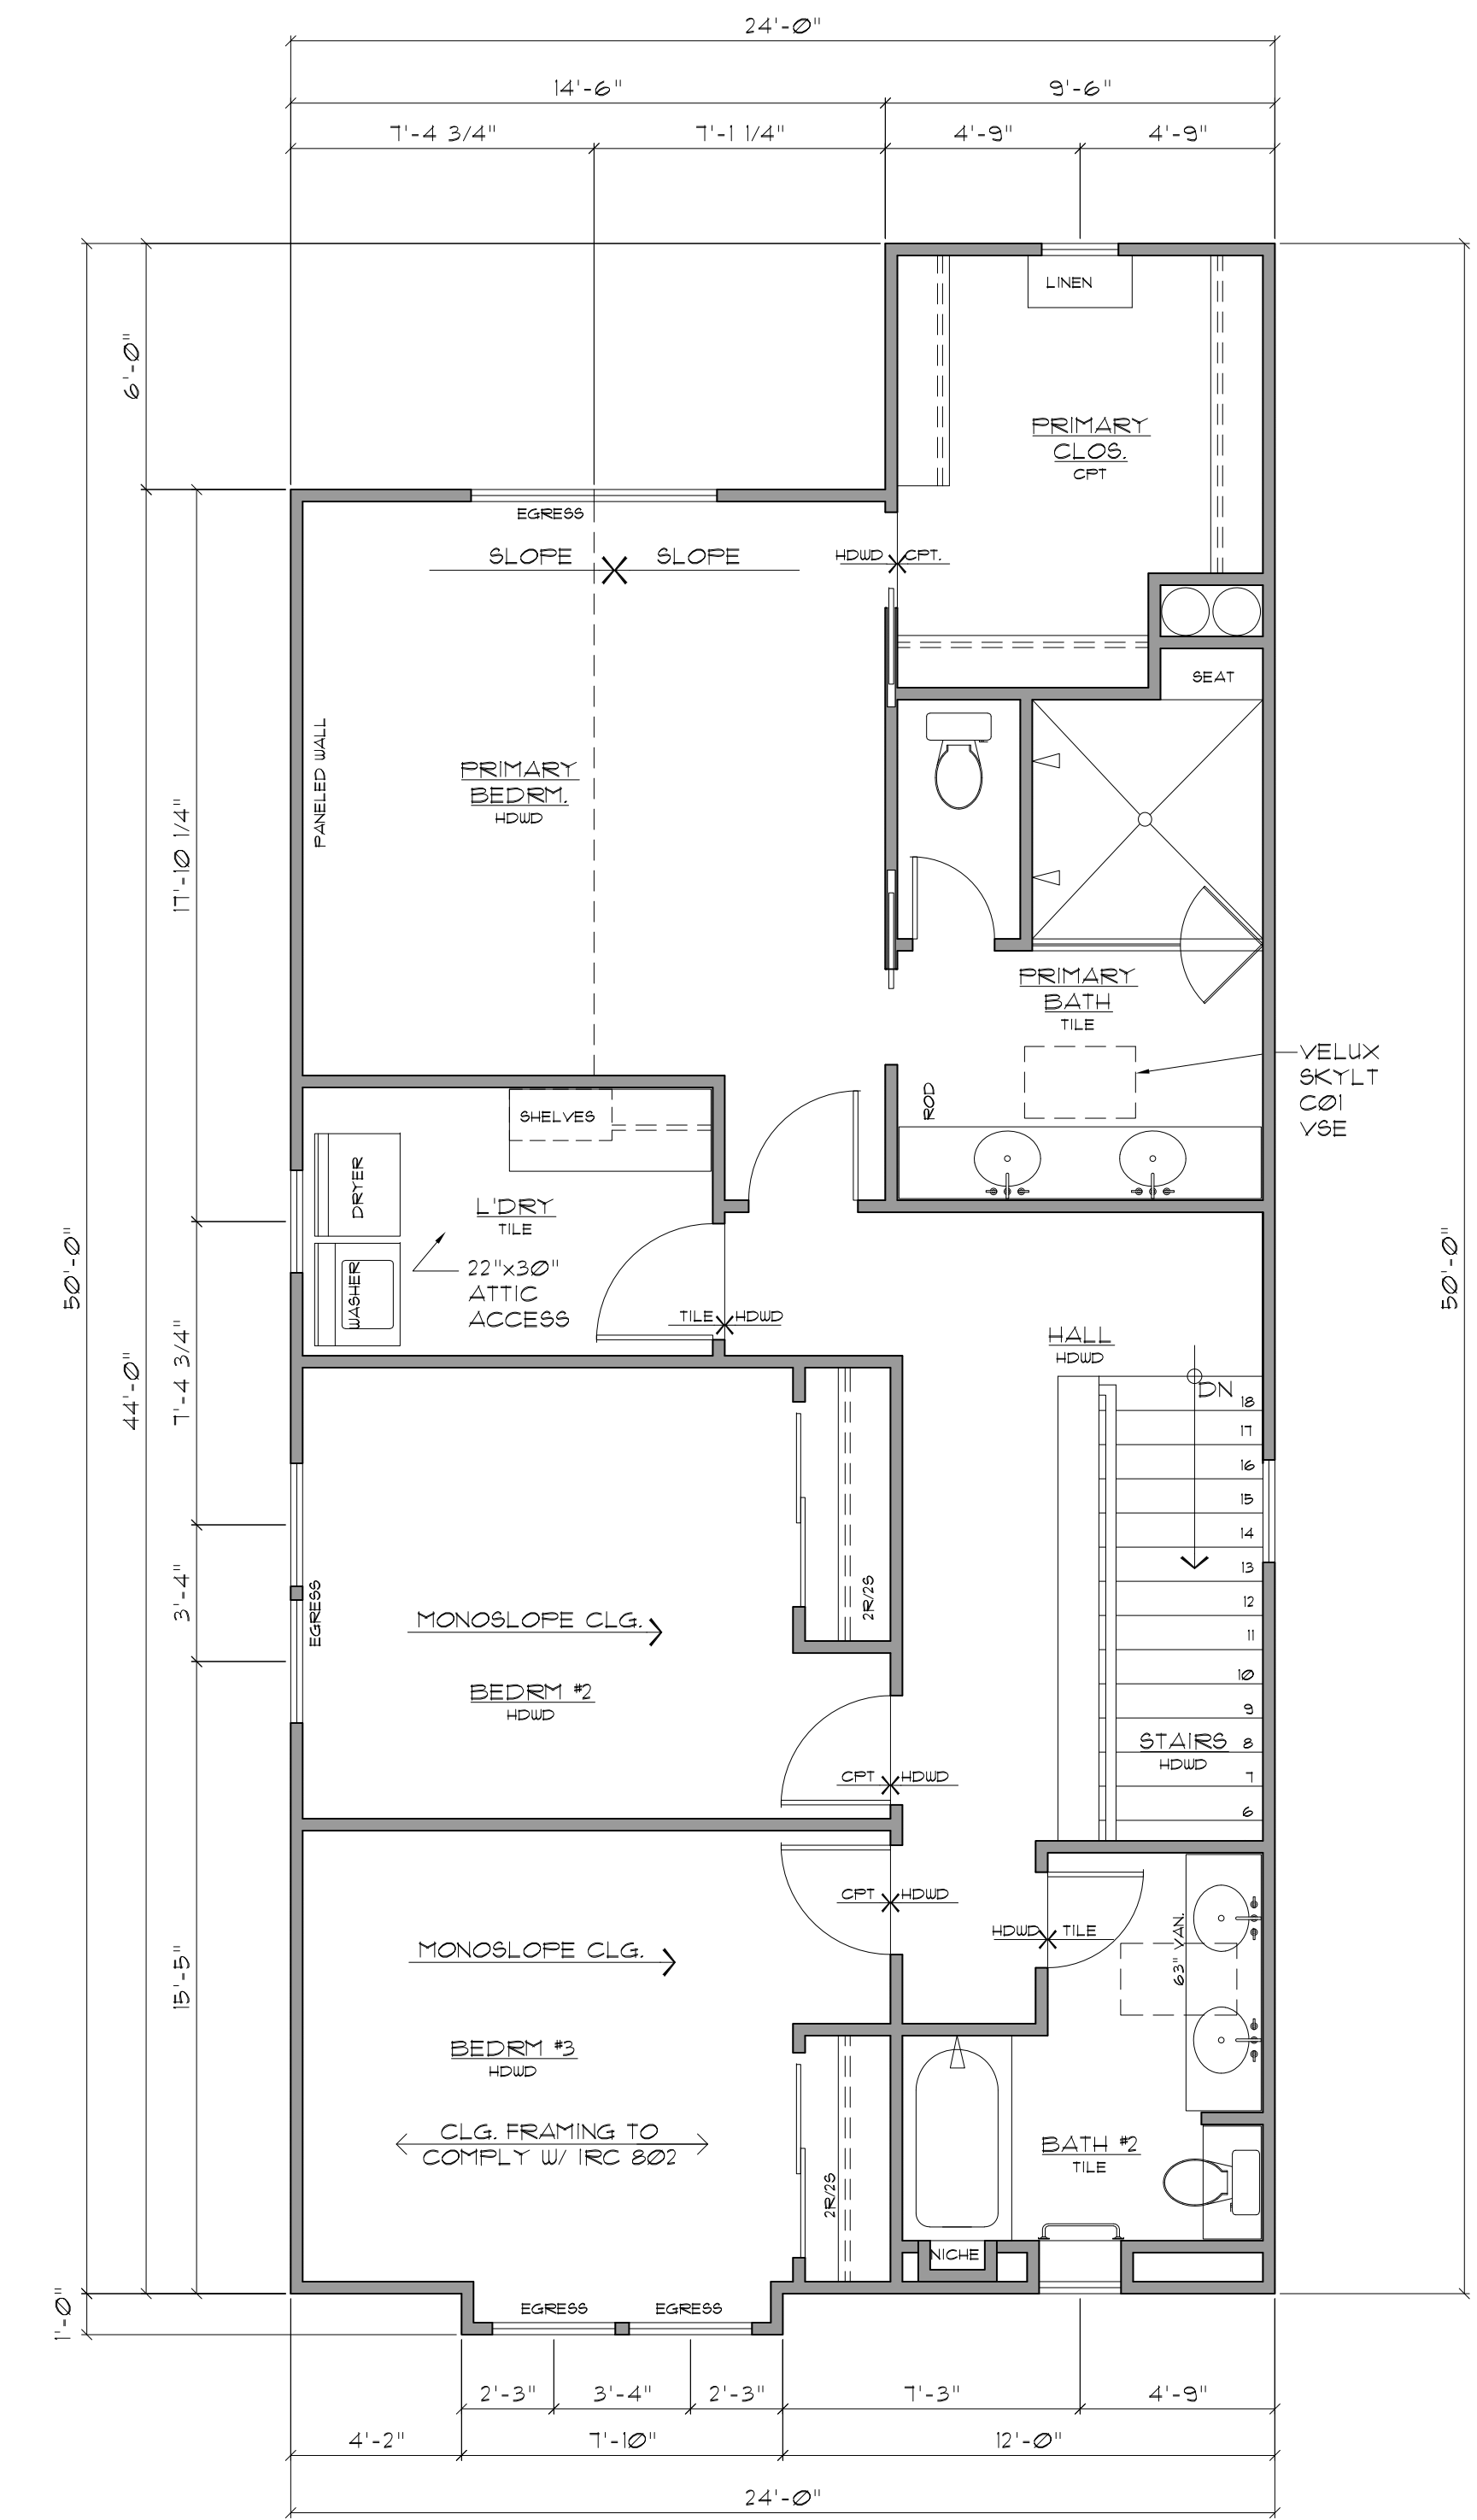 24'-0"
14'-6"
9'-6"
7'-4 3/4"
7'-1 1/4"
4'-9"
4'-9"
LINEN
6'-0"
PRIMARY
CLOS.
CPT
EGRESS
SLOPE
SLOPE
HDWD
CPT.
SEAT
PANELED WALL
PRIMARY
BEDRM.
HDWD
17'-10 1/4"
PRIMARY
BATH
TILE
VELUX
SKYLT
C01
VSE
ROD
SHELVES
DRYER
L'DRY
TILE
WASHER
22"x30"
ATTIC
ACCESS
50'-0"
50'-0"
TILE
HDWD
HALL
HDWD
44'-0"
7'-4 3/4"
DN
18
17
16
15
14
13
12
11
10
9
8
7
6
3'-4"
EGRESS
2R/2S
MONOSLOPE CLG.
BEDRM #2
HDWD
STAIRS
HDWD
CPT
HDWD
CPT
HDWD
HDWD
TILE
63" VAN.
MONOSLOPE CLG.
15'-5"
BEDRM #3
HDWD
CLG. FRAMING TO
COMPLY W/ IRC 802
2R/2S
BATH #2
TILE
NICHE
1'-0"
EGRESS
EGRESS
2'-3"
3'-4"
2'-3"
7'-3"
4'-9"
4'-2"
7'-10"
12'-0"
24'-0"